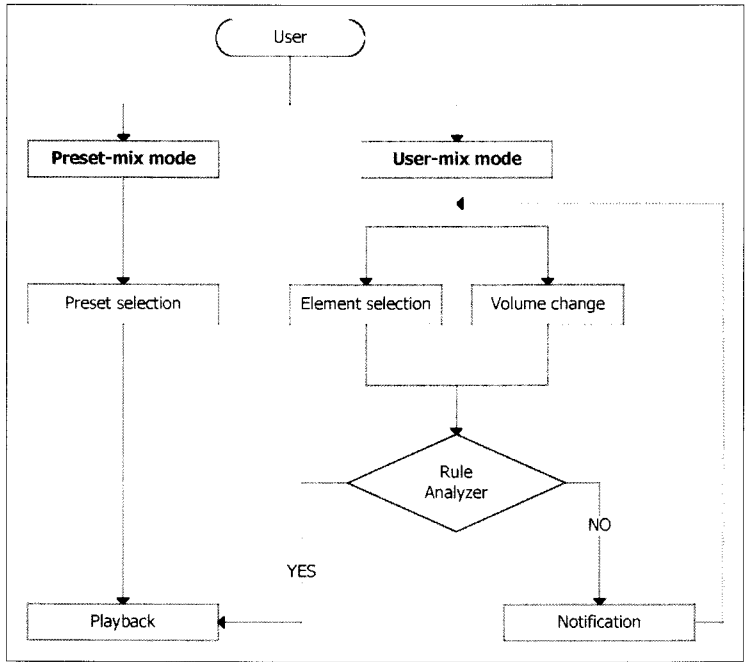 User
Preset-mix mode
User-mix mode
Preset selection
Element selection
Volume change
Rule
Analyzer
NO
YES
Playback
Notification